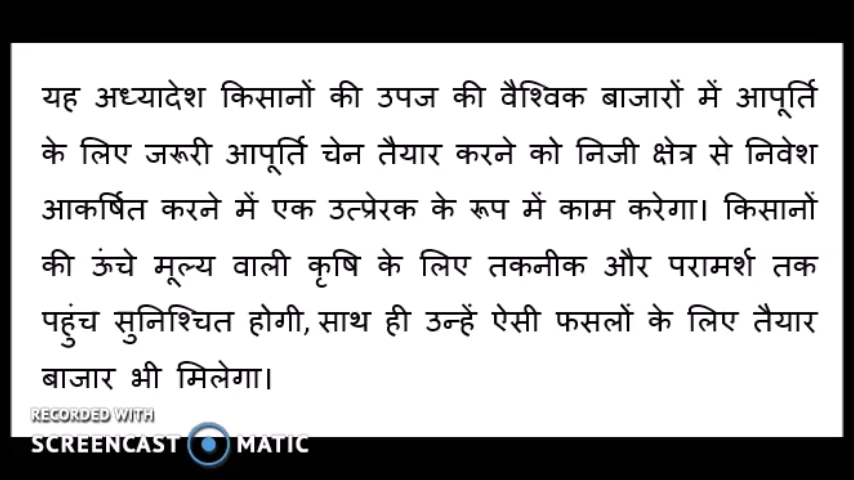 यह अध्यादेश किसानों की उपज की वैश्विक बाजारों में आपूर्ति
के लिए जरूरी आपूर्ति चेन तैयार करने को निजी क्षेत्र से निवेश
आकर्षित करने में एक उत्प्रेरक के रूप में काम करेगा। किसानों
की ऊंचे मूल्य वाली कृषि के लिए तकनीक और परामर्श तक
पहुंच सुनिश्चित होगी, साथ ही उन्हें ऐसी फसलों के लिए तैयार
बाजार भी मिलेगा।
RECORDED WITH
SCREENCAST MATIC